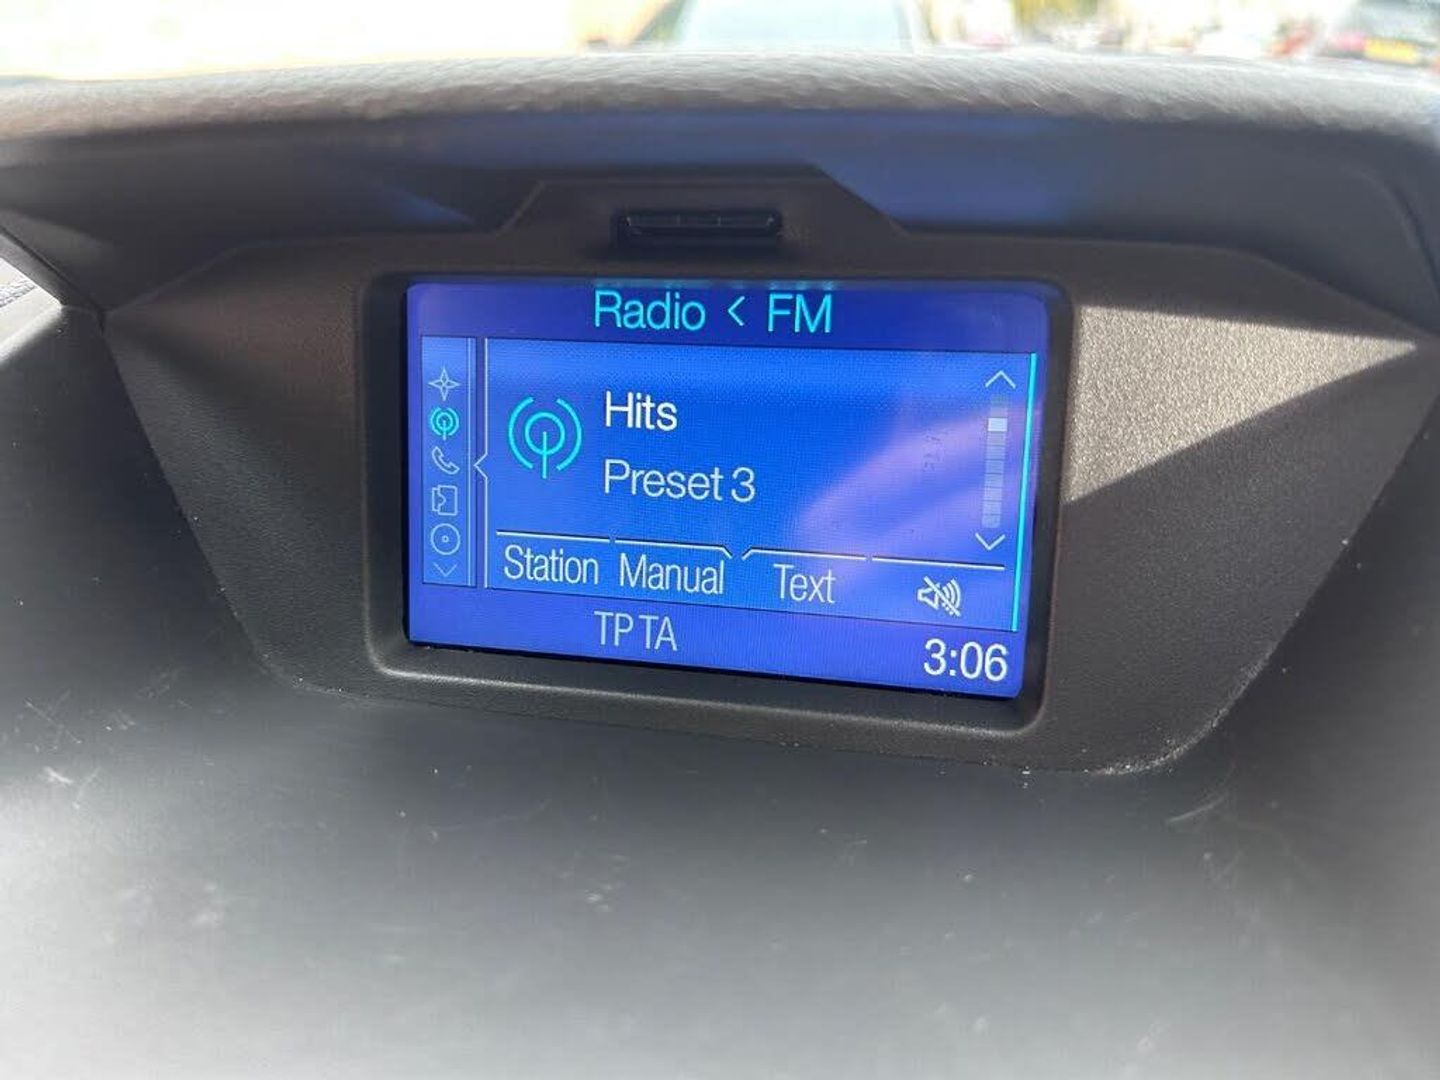 Radio < FM
Hits
Preset 3
Station Manual Text
TP TA
3:06